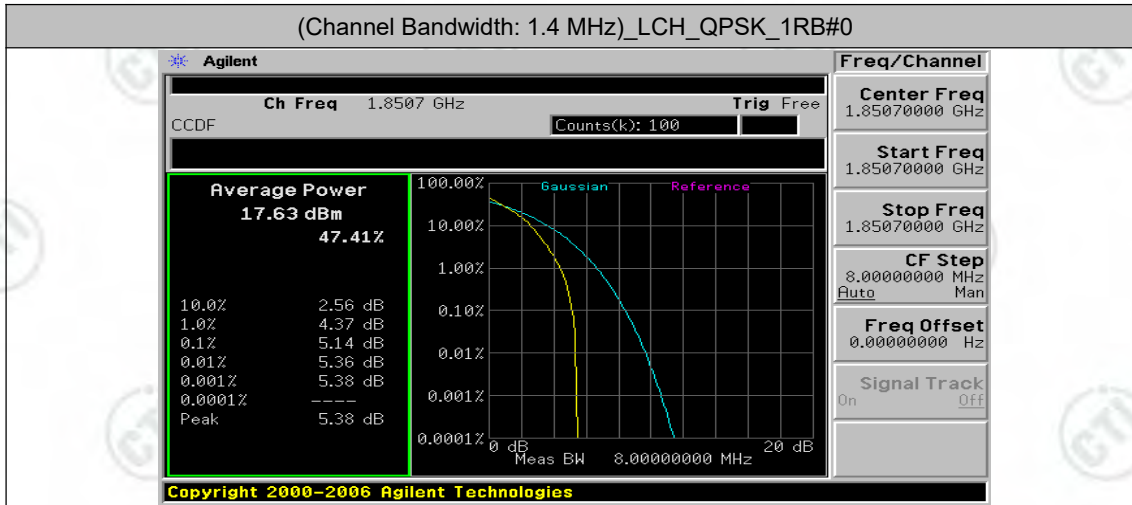 (Channel Bandwidth: 1.4 MHz)_LCH_QPSK_1RB#0
Agilent
Freq/Channel
Ch Freq 1.8507 GHz Trig Free
CCDF Counts(k): 100
Average Power
17.63 dBm
47.41%
10.0% 2.56 dB
1.0% 4.37 dB
0.1% 5.14 dB
0.01% 5.36 dB
0.001% 5.38 dB
0.0001% ----
Peak 5.38 dB
Gaussian Reference
100.00%
10.00%
1.00%
0.10%
0.01%
0.001%
0.0001%
0 dB 20 dB
Meas BW 8.00000000 MHz
Center Freq
1.85070000 GHz
Start Freq
1.85070000 GHz
Stop Freq
1.85070000 GHz
CF Step
8.00000000 MHz
Auto Man
Freq Offset
0.00000000 Hz
Signal Track
On Off
Copyright 2000-2006 Agilent Technologies
CTI
CTI
CTI
CTI